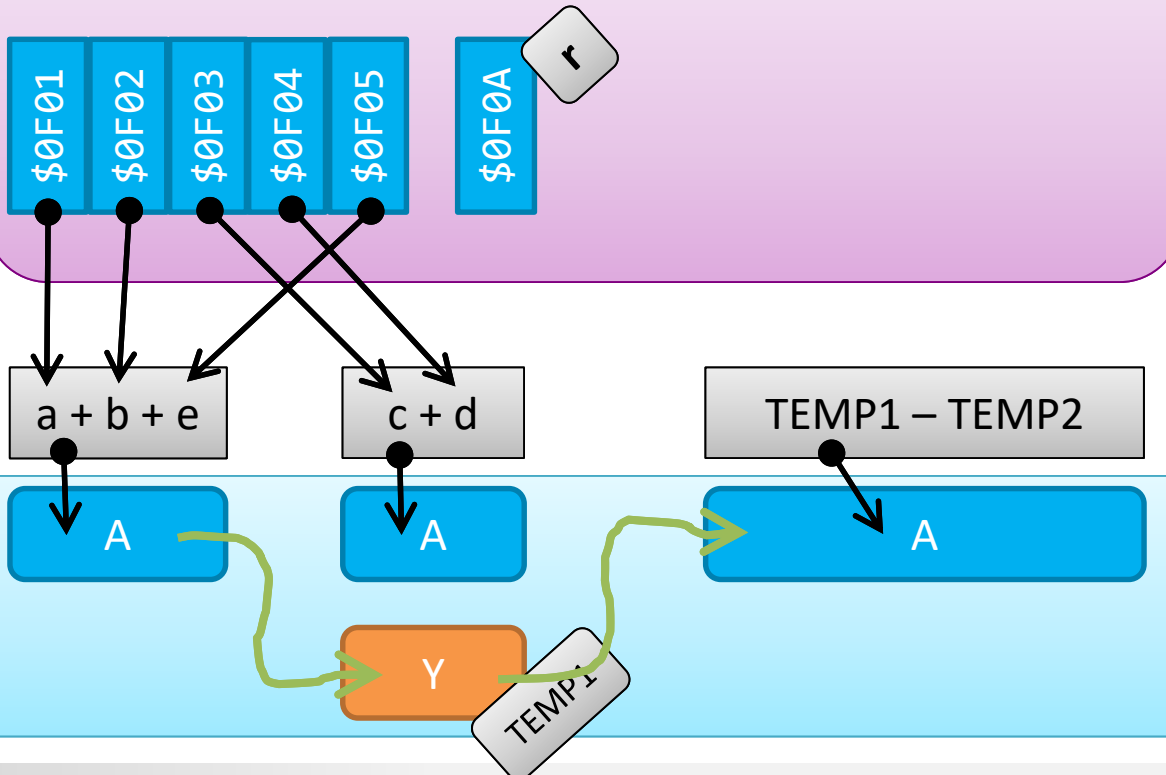 $0F01
$0F02
$0F03
$0F04
$0F05
$0F0A
r
a + b + e
c + d
TEMP1 – TEMP2
A
A
A
Y
TEMP1